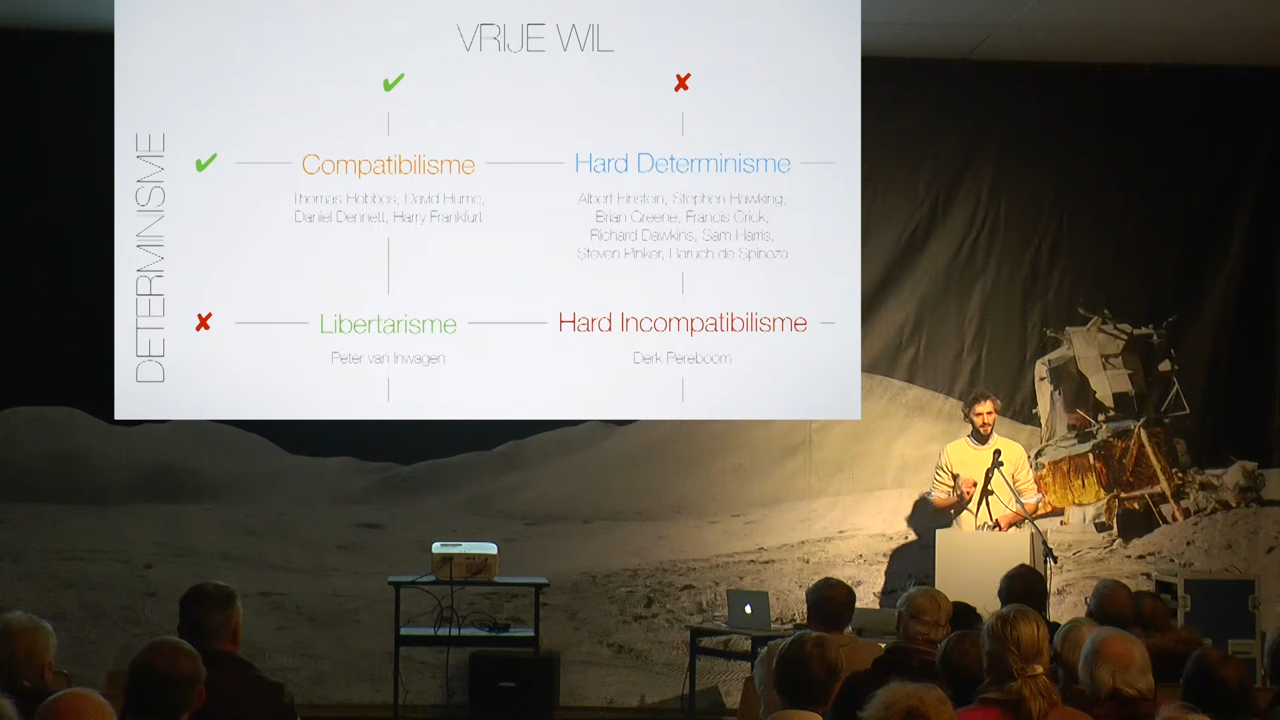 VRIJE WIL
DETERMINISME
Compatibilisme
Hard Determinisme
Thomas Hobbes, David Hume,
Daniel Dennett, Harry Frankfurt
Albert Einstein, Stephen Hawking,
Brian Greene, Francis Crick,
Richard Dawkins, Sam Harris,
Steven Pinker, Baruch de Spinoza
Libertarisme
Hard Incompatibilisme
Peter van Inwagen
Derk Pereboom